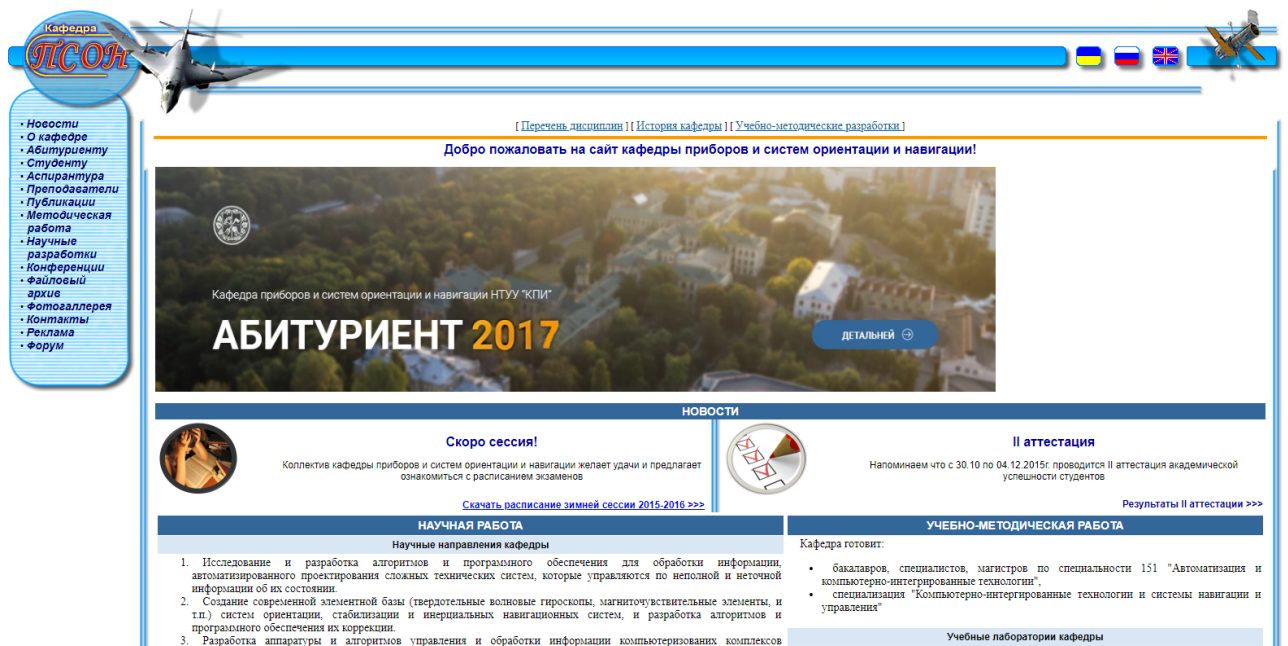 Кафедра
ПСОН
• Новости
• О кафедре
• Абитуриенту
• Студенту
• Аспирантура
• Преподаватели
• Публикации
• Методическая
работа
• Научные
разработки
• Конференции
• Файловый
архив
• Фотогаллерея
• Контакты
• Реклама
• Форум
[ Перечень дисциплин ] [ История кафедры ] [ Учебно-методические разработки ]
Добро пожаловать на сайт кафедры приборов и систем ориентации и навигации!
Кафедра приборов и систем ориентации и навигации НТУУ "КПИ"
АБИТУРИЕНТ 2017
ДЕТАЛЬНЕЙ
НОВОСТИ
Скоро сессия!
Коллектив кафедры приборов и систем ориентации и навигации желает удачи и предлагает
ознакомиться с расписанием экзаменов
Скачать расписание зимней сессии 2015-2016 >>>
II аттестация
Напоминаем что с 30.10 по 04.12.2015г. проводится II аттестация академической
успешности студентов
Результаты II аттестации >>>
НАУЧНАЯ РАБОТА
Научные направления кафедры
1. Исследование и разработка алгоритмов и программного обеспечения для обработки информации,
автоматизированного проектирования сложных технических систем, которые управляются по неполной и неточной
информации об их состоянии.
2. Создание современной элементной базы (твердотельные волновые гироскопы, магниточувствительные элементы, и
т.п.) систем ориентации, стабилизации и инерциальных навигационных систем, и разработка алгоритмов и
программного обеспечения их коррекции.
3. Разработка аппаратуры и алгоритмов управления и обработки информации компьютеризованых комплексов
УЧЕБНО-МЕТОДИЧЕСКАЯ РАБОТА
Кафедра готовит:
• бакалавров, специалистов, магистров по специальности 151 "Автоматизация и
компьютерно-интегрированные технологии",
• специализация "Компьютерно-интергированные технологии и системы навигации и
управления"
Учебные лаборатории кафедры